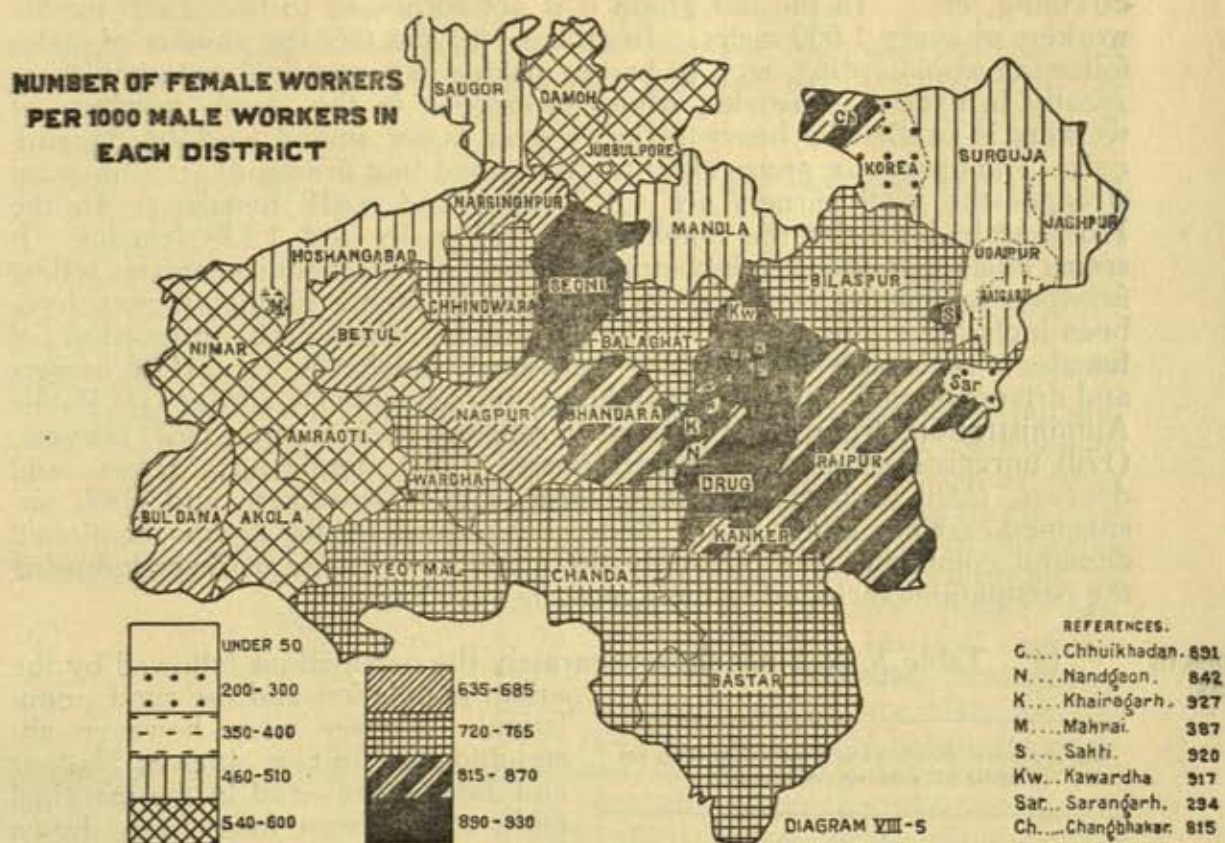 NUMBER OF FEMALE WORKERS
PER 1000 MALE WORKERS IN
EACH DISTRICT
SAUGOR
DAMOH
JUBBULPORE
Ch
KOREA
SURGUJA
JASHPUR
UDAIPUR
RAIGARH
NARSINGHPUR
MANDLA
HOSHANGABAD
SEONI
BILASPUR
CHHINDWARA
Kw
S
M
BETUL
NIMAR
BALAGHAT
Sar
NAGPUR
BHANDARA
K
AMRAOTI
N
RAIPUR
WARDHA
DRUG
BULDANA
AKOLA
KANKER
YEOTMAL
CHANDA
BASTAR
UNDER 50
200-300
350-400
460-510
540-600
635-685
720-765
815-870
890-930
DIAGRAM VIII-5
REFERENCES.
C....Chhuikhadan. 891
N....Nandgaon. 842
K....Khairagarh. 927
M....Makrai. 387
S....Sakti. 920
Kw...Kawardha 917
Sar...Sarangarh. 294
Ch....Changbhakar. 815